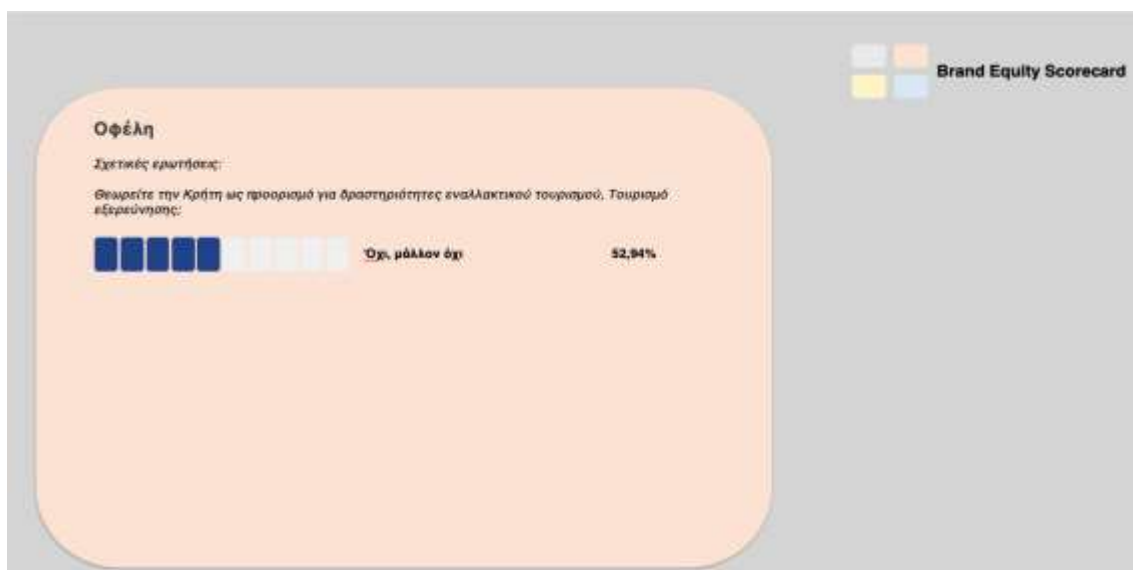 Brand Equity Scorecard
Οφέλη
Σχετικές ερωτήσεις:
Θεωρείτε την Κρήτη ως προορισμό για δραστηριότητες εναλλακτικού τουρισμού. Τουρισμό
εξερεύνησης;
Όχι, μάλλον όχι 52,94%